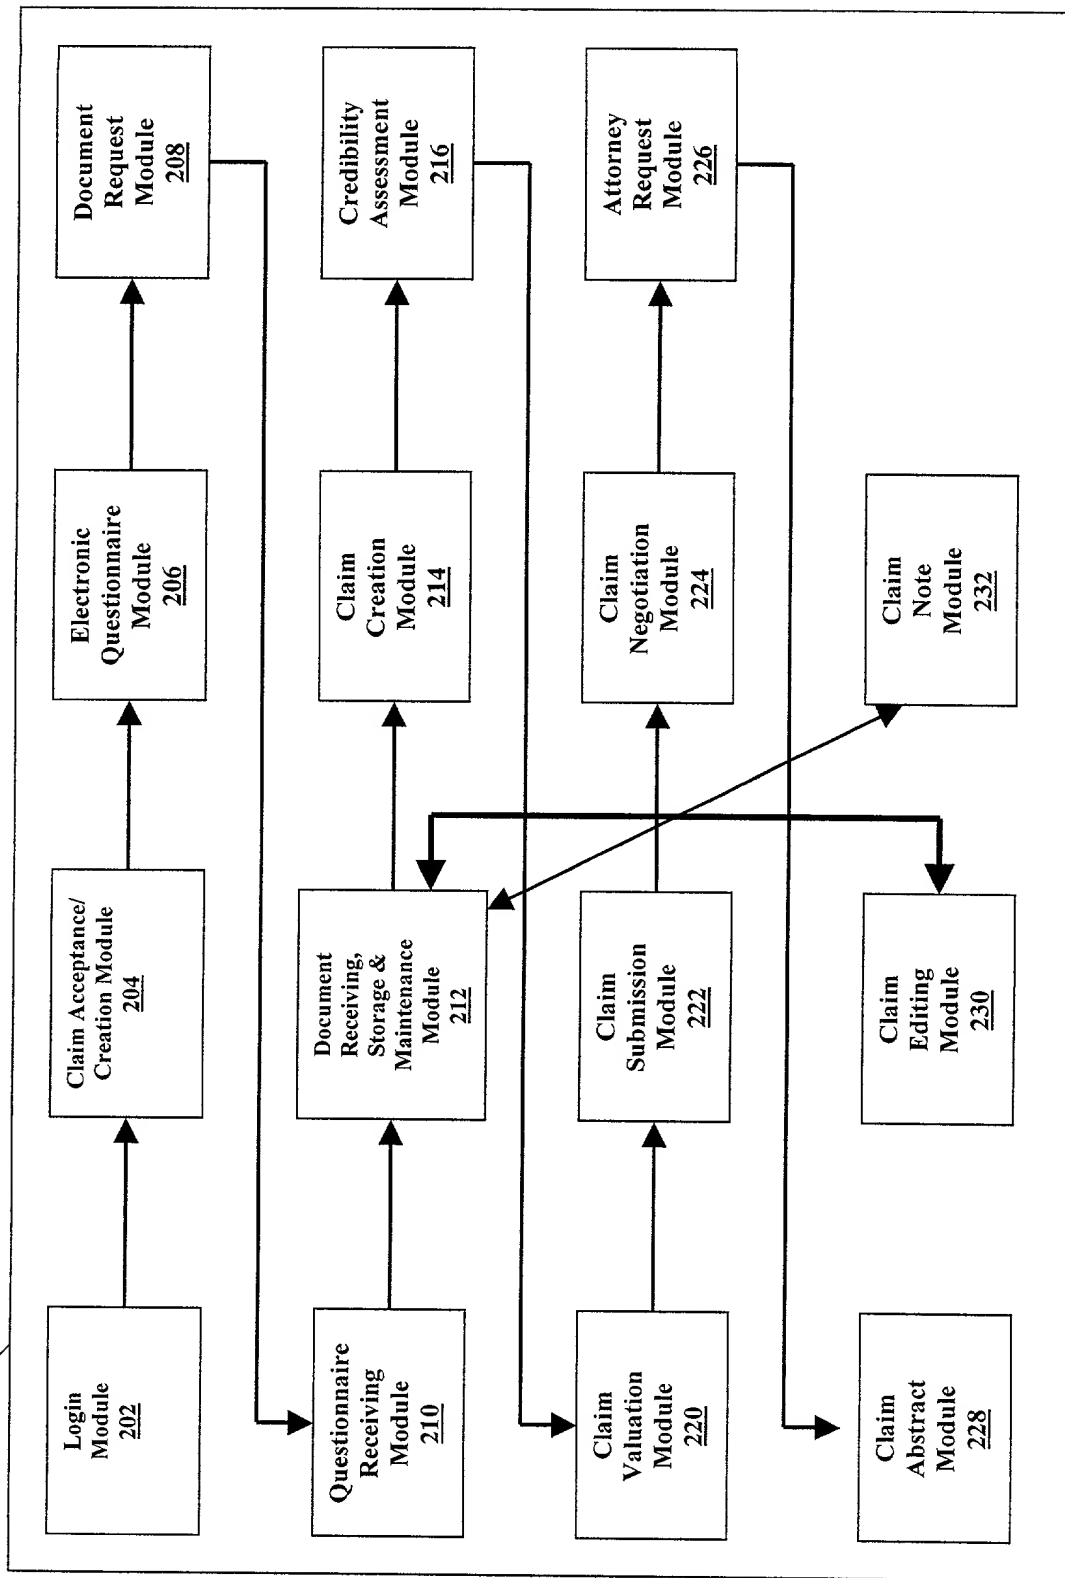 Login
Module
202
Claim Acceptance/
Creation Module
204
Electronic
Questionnaire
Module
206
Document
Request
Module
208
Questionnaire
Receiving
Module
210
Document
Receiving,
Storage &
Maintenance
Module
212
Claim
Creation
Module
214
Credibility
Assessment
Module
216
Claim
Valuation
Module
220
Claim
Submission
Module
222
Claim
Negotiation
Module
224
Attorney
Request
Module
226
Claim
Abstract
Module
228
Claim
Editing
Module
230
Claim
Note
Module
232